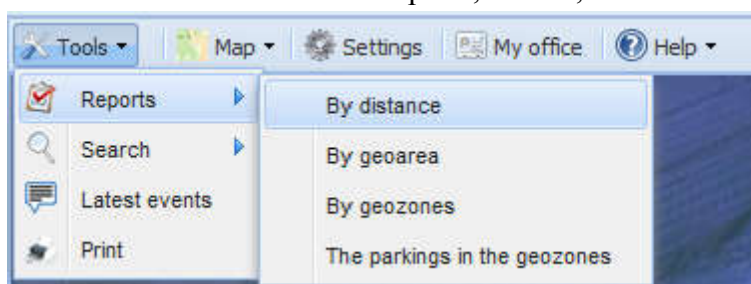 Tools Map Settings My office Help
Reports
Search
Latest events
Print
By distance
By geoarea
By geozones
The parkings in the geozones